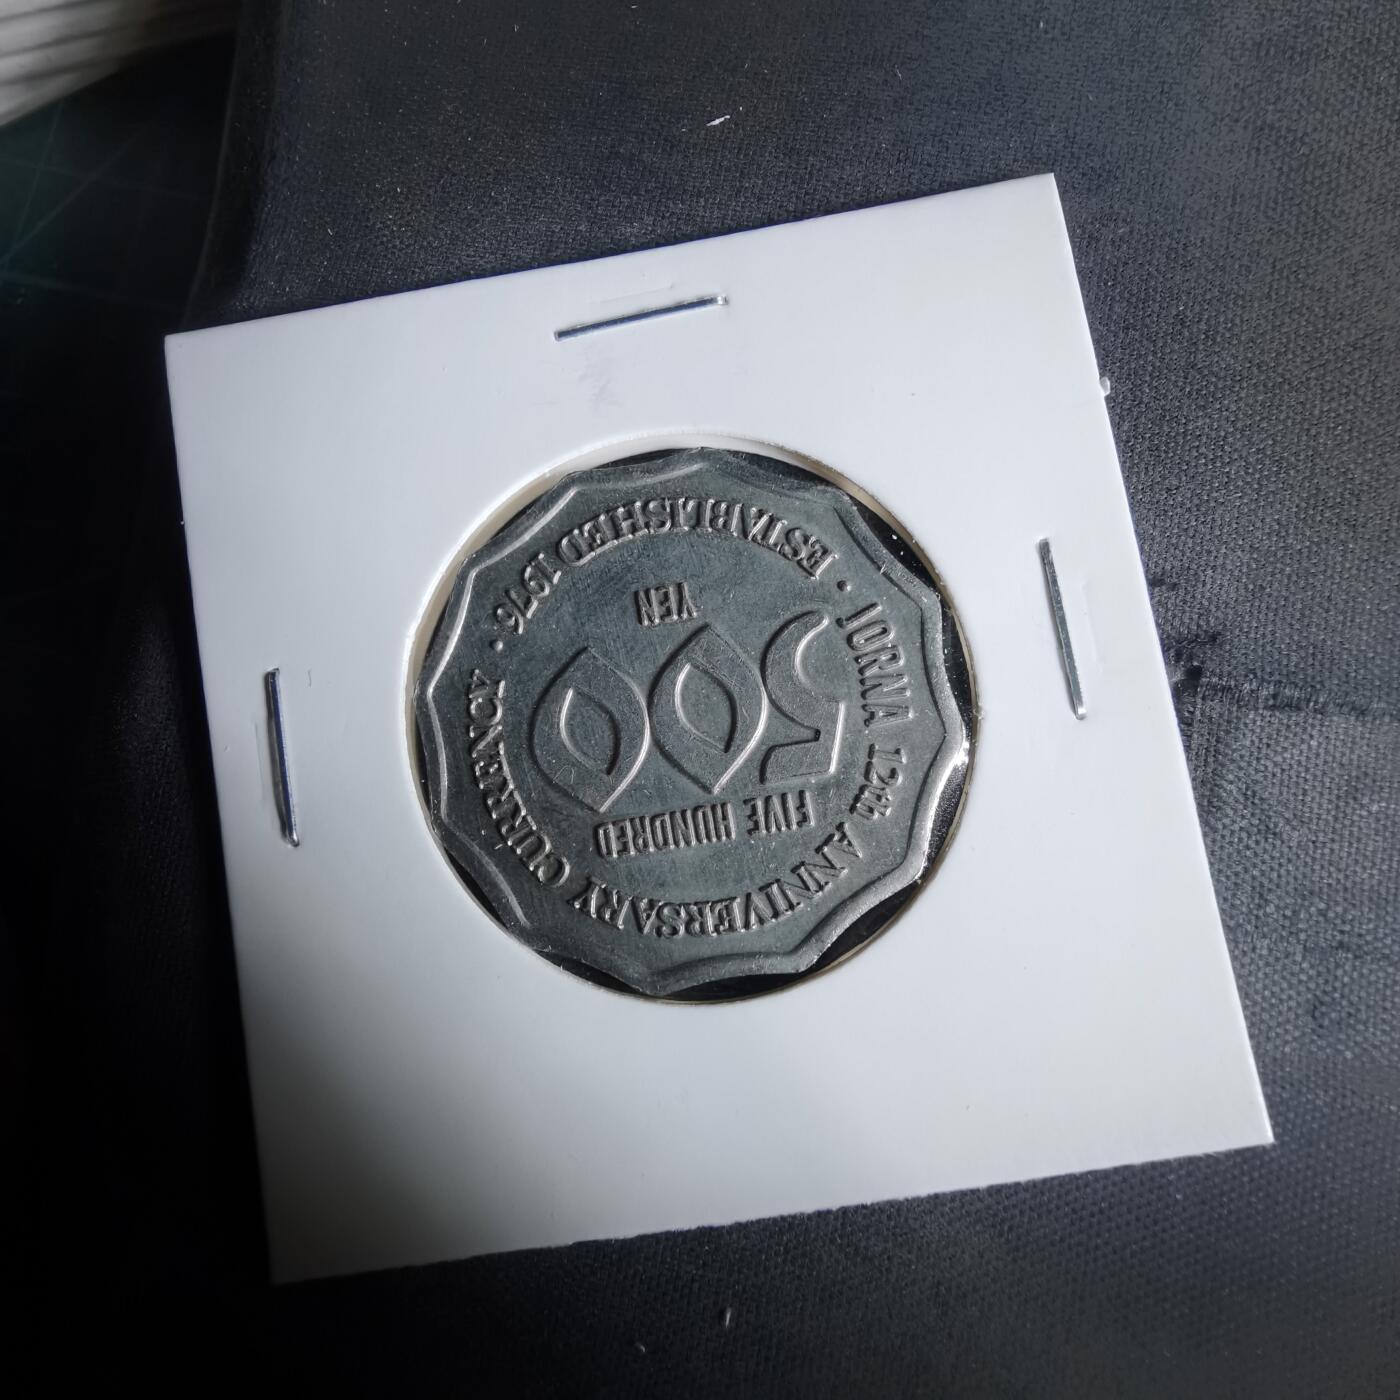 JORNA 12th ANNIVERSARY CURRENCY
FIVE HUNDRED
500
YEN
· ESTABLISHED 1976 ·